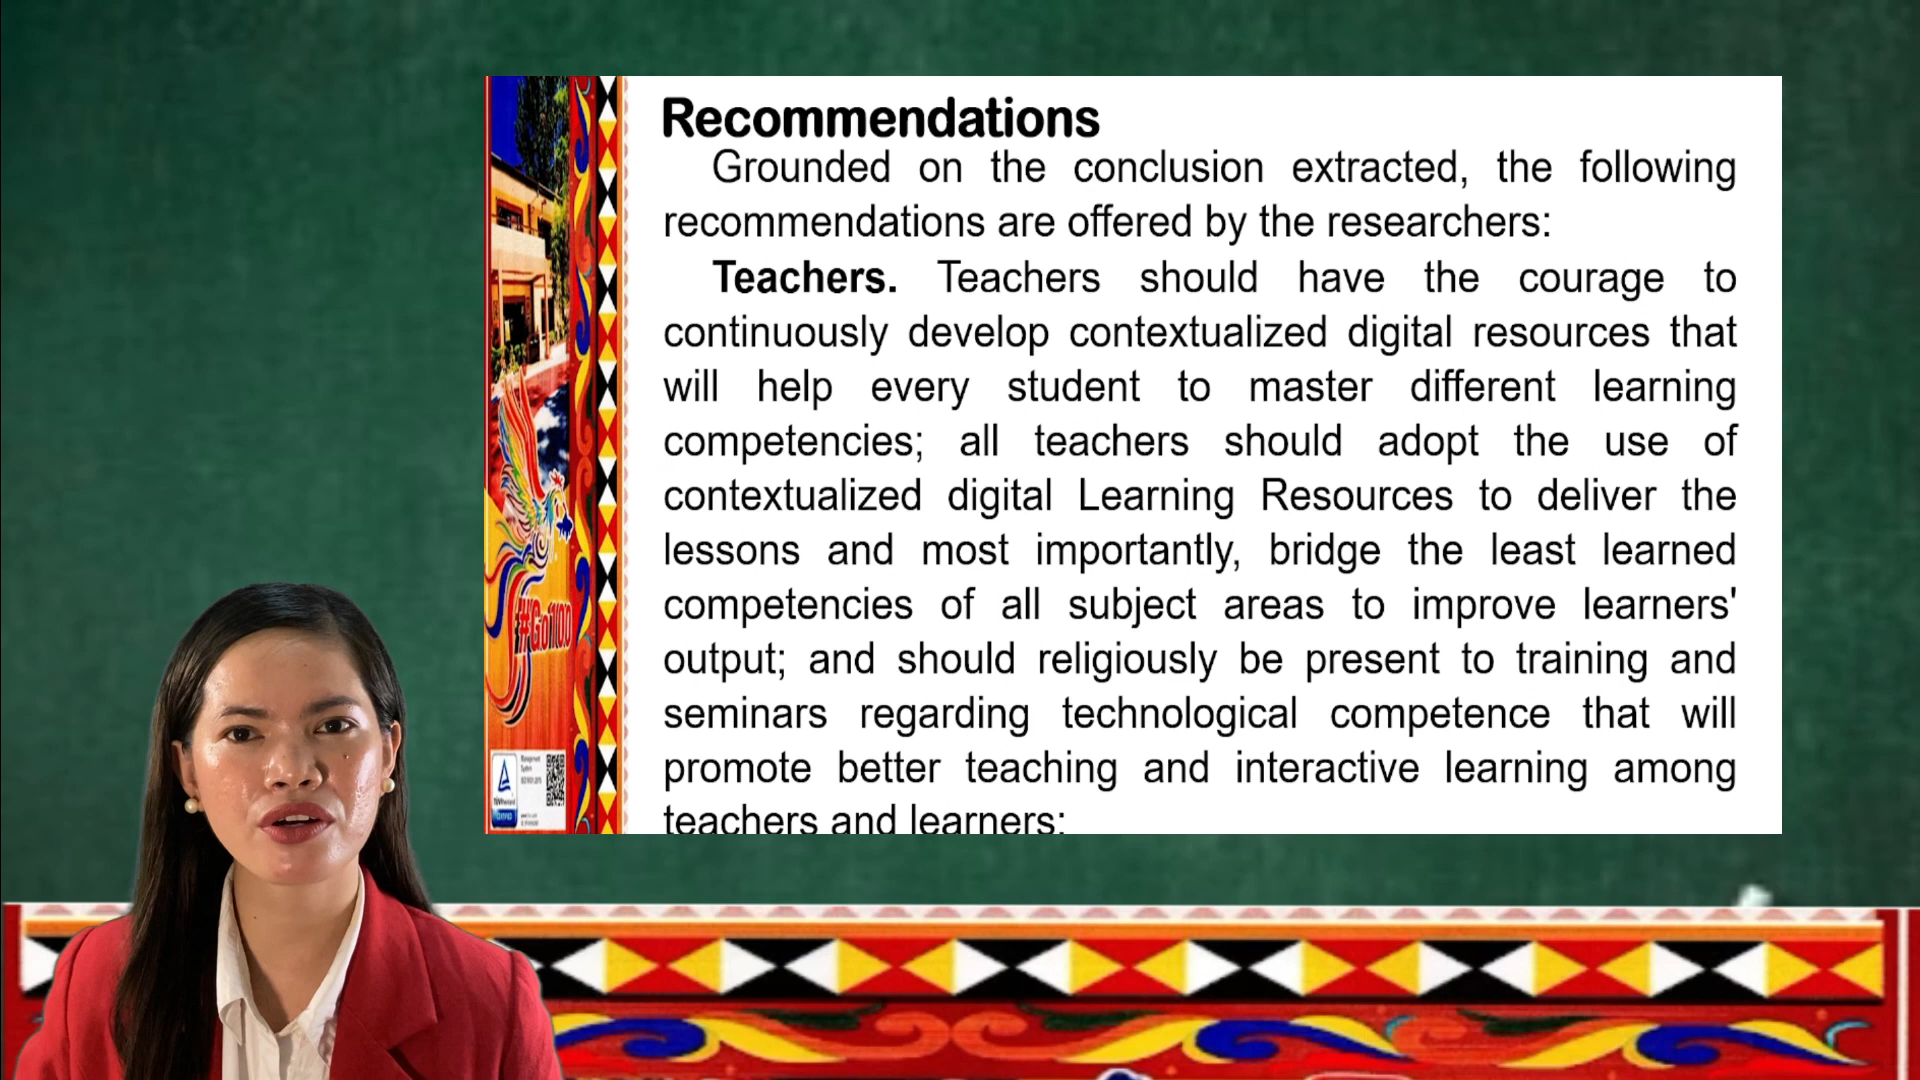 Recommendations
Grounded on the conclusion extracted, the following
recommendations are offered by the researchers:
Teachers. Teachers should have the courage to
continuously develop contextualized digital resources that
will help every student to master different learning
competencies; all teachers should adopt the use of
contextualized digital Learning Resources to deliver the
lessons and most importantly, bridge the least learned
competencies of all subject areas to improve learners'
output; and should religiously be present to training and
seminars regarding technological competence that will
promote better teaching and interactive learning among
teachers and learners;
Management
System
CERTIFIED